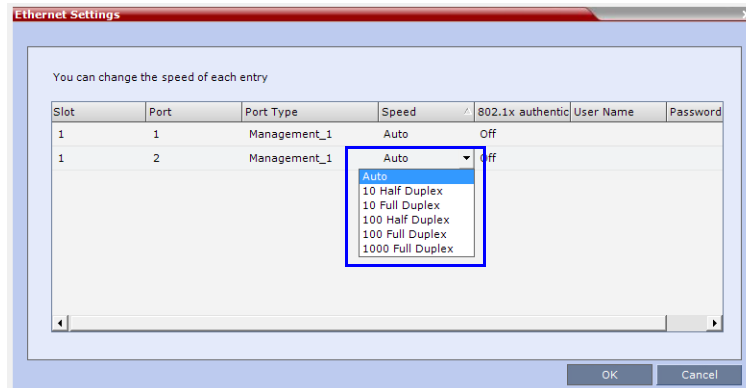 Ethernet Settings
You can change the speed of each entry
Slot Port Port Type Speed 802.1x authentic User Name Password
1 1 Management_1 Auto Off
1 2 Management_1 Auto Off
Auto
10 Half Duplex
10 Full Duplex
100 Half Duplex
100 Full Duplex
1000 Full Duplex
OK Cancel